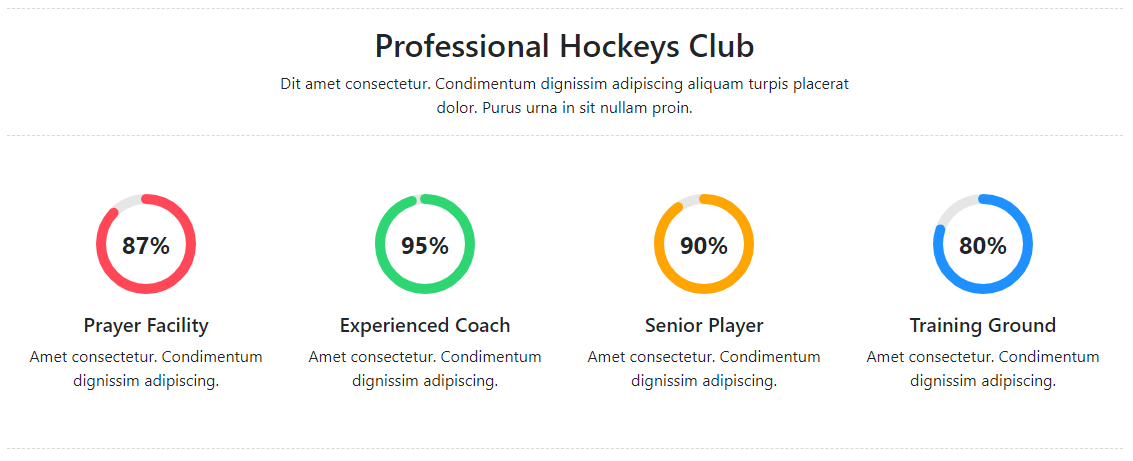 Professional Hockeys Club
Dit amet consectetur. Condimentum dignissim adipiscing aliquam turpis placerat
dolor. Purus urna in sit nullam proin.
87%
95%
90%
80%
Prayer Facility
Experienced Coach
Senior Player
Training Ground
Amet consectetur. Condimentum
dignissim adipiscing.
Amet consectetur. Condimentum
dignissim adipiscing.
Amet consectetur. Condimentum
dignissim adipiscing.
Amet consectetur. Condimentum
dignissim adipiscing.